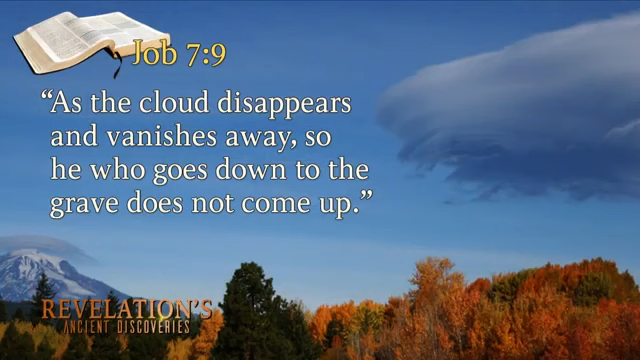 Job 7:9
“As the cloud disappears
and vanishes away, so
he who goes down to the
grave does not come up.”
REVELATION'S
ANCIENT DISCOVERIES